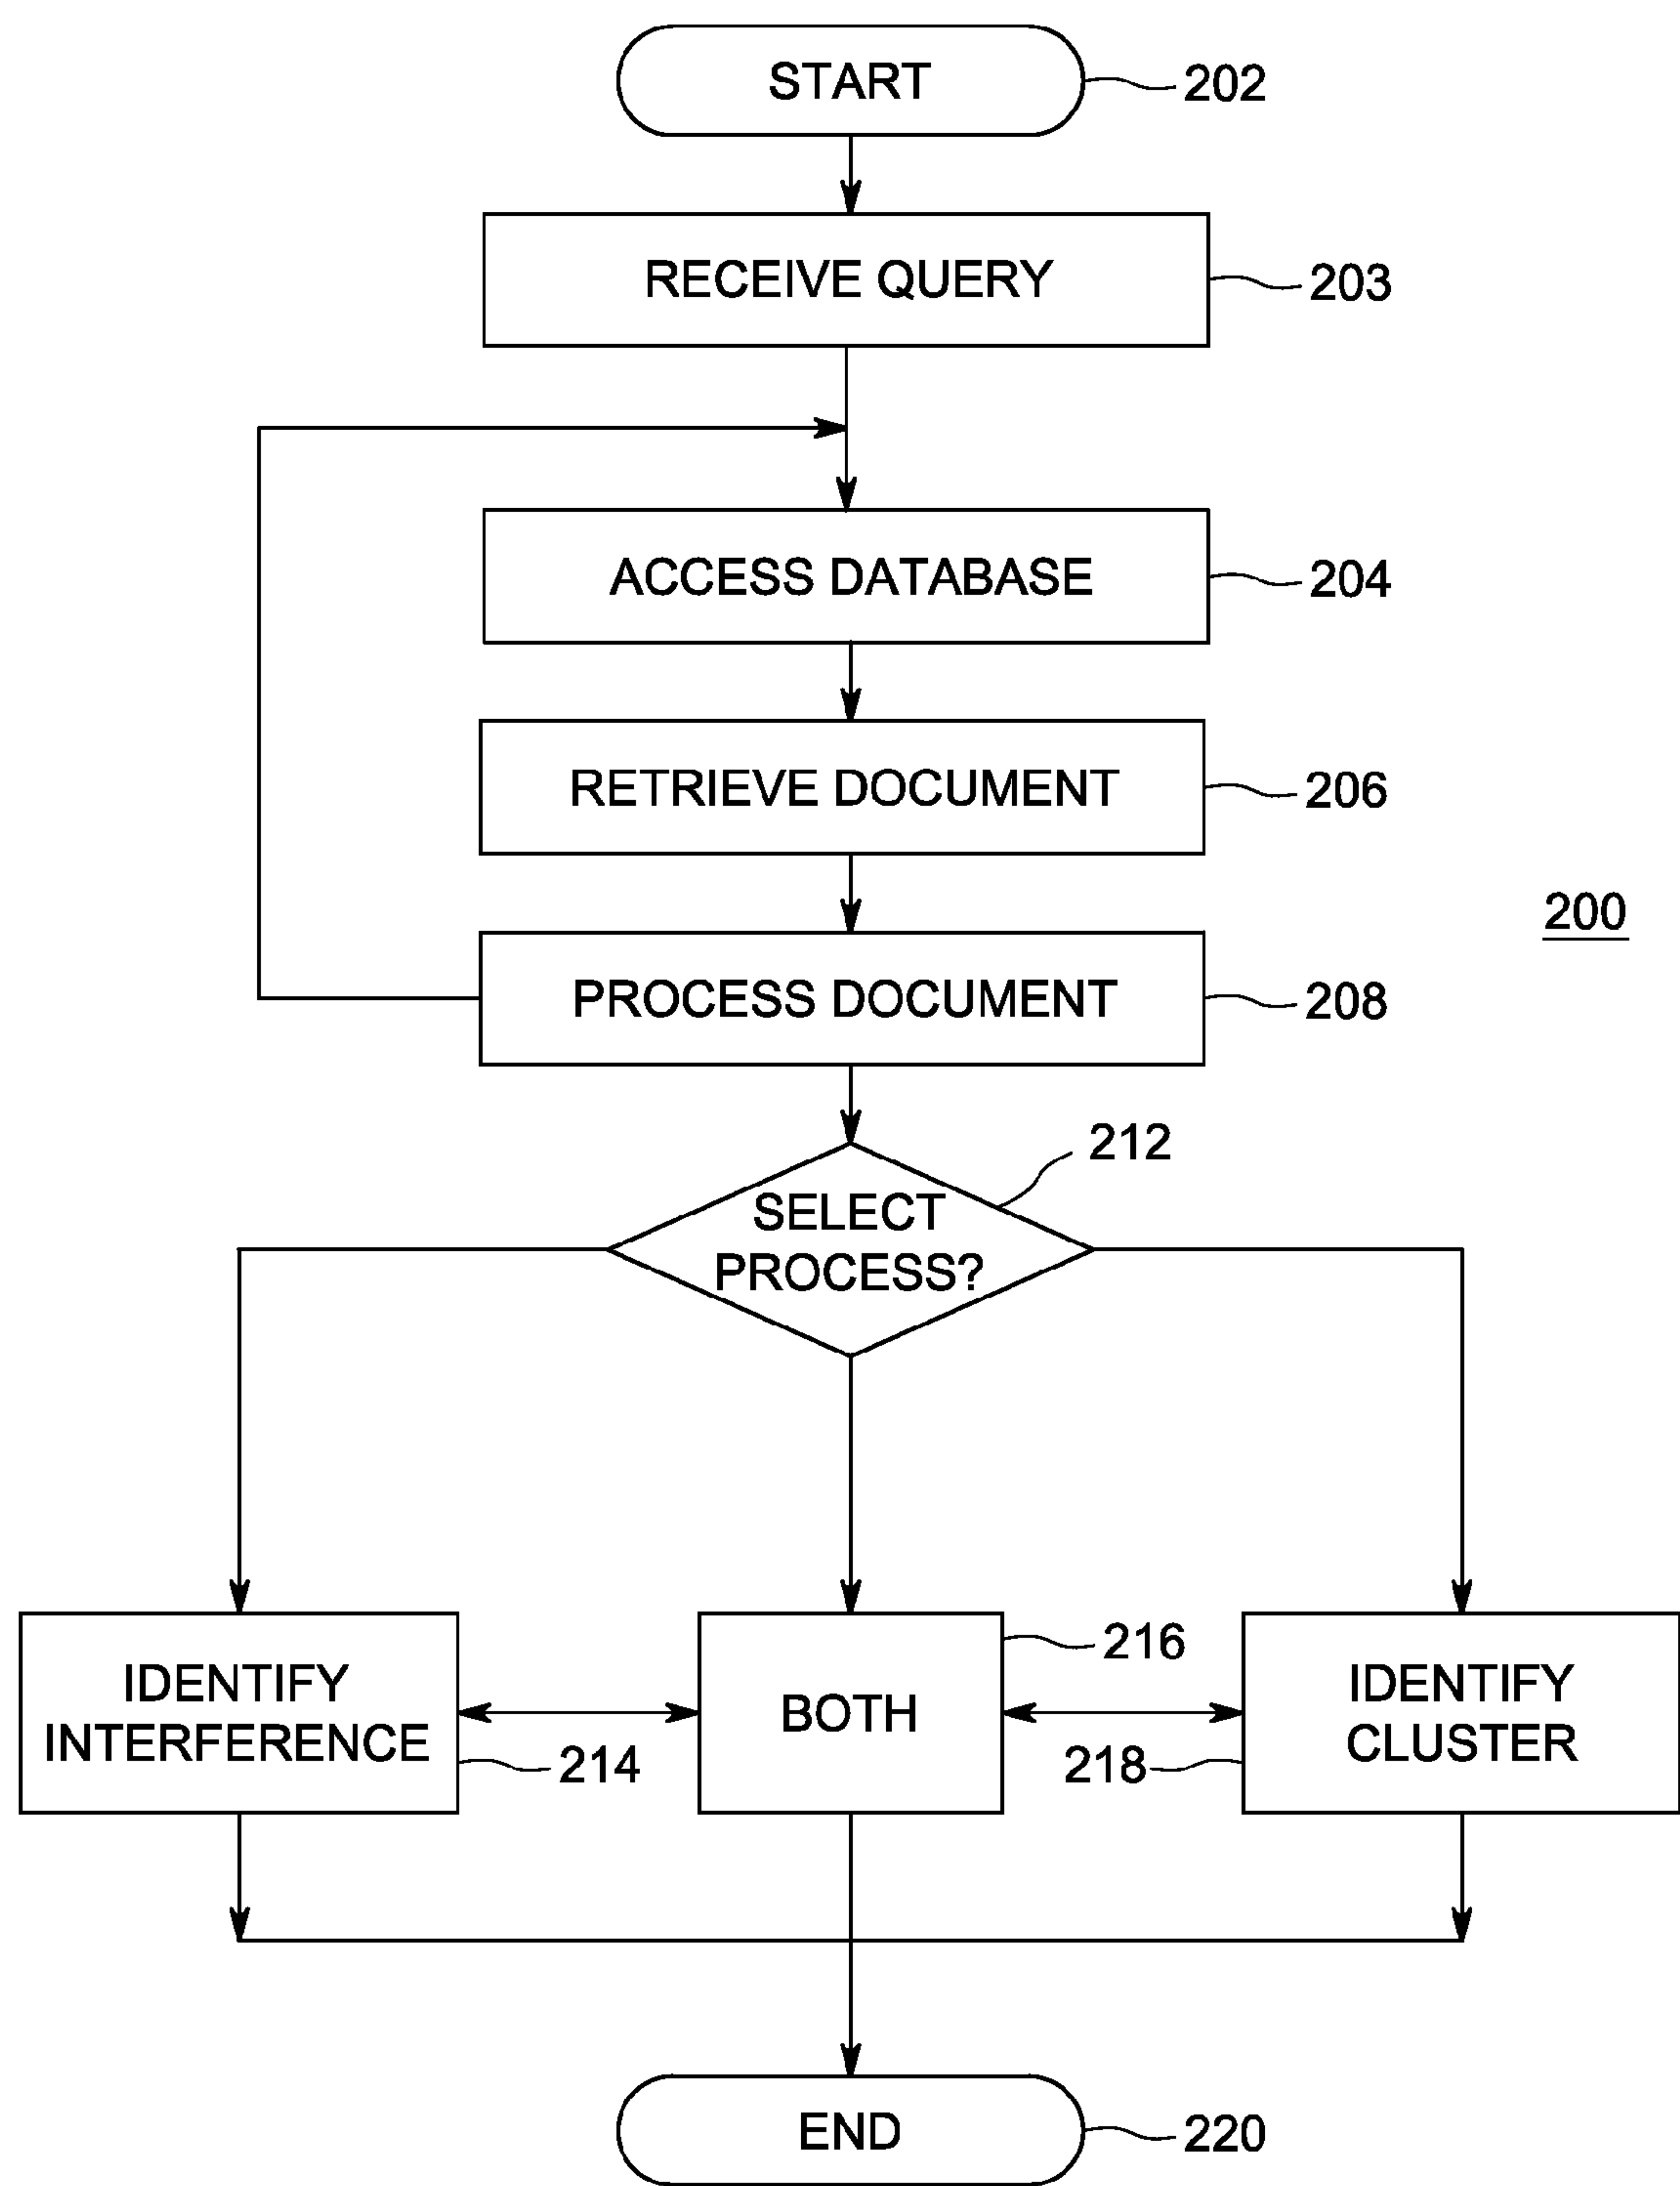 START
202
RECEIVE QUERY
203
ACCESS DATABASE
204
RETRIEVE DOCUMENT
206
200
PROCESS DOCUMENT
208
212
SELECT
PROCESS?
IDENTIFY
INTERFERENCE
214
BOTH
216
IDENTIFY
CLUSTER
218
END
220